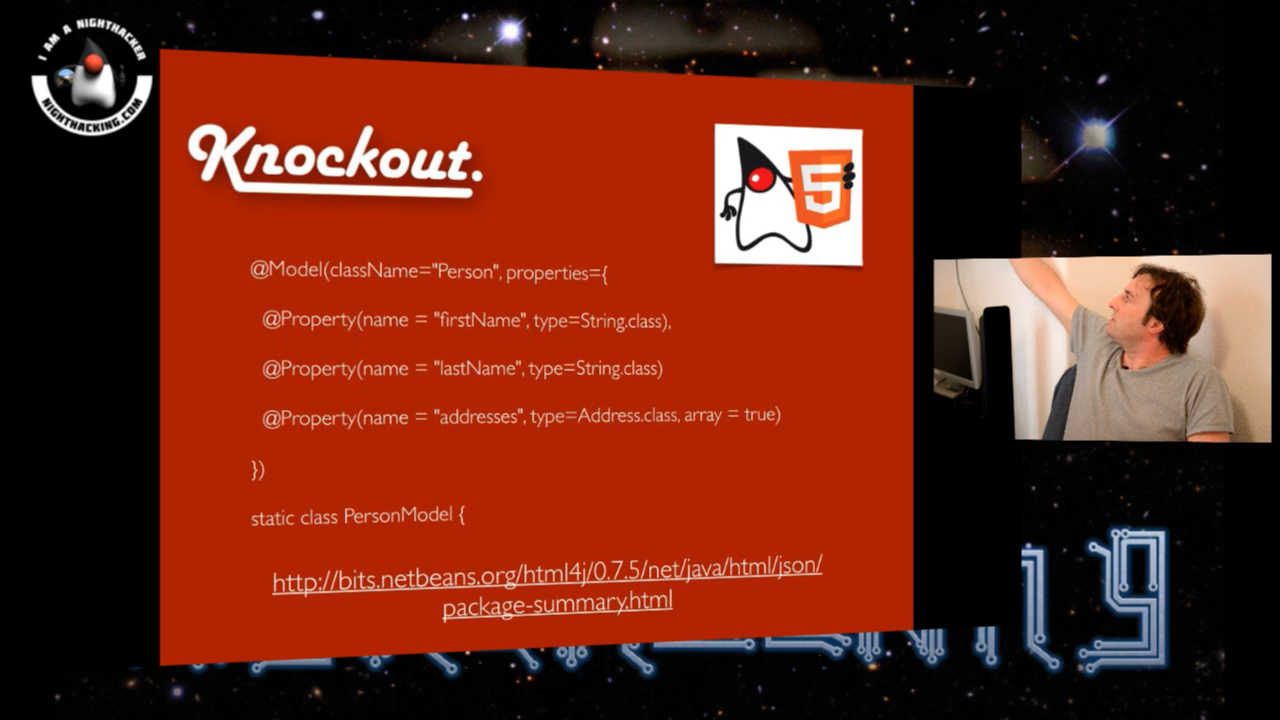 I AM A NIGHTHACKER
NIGHTHACKING.COM
Knockout.
5
@Model(className="Person", properties={
@Property(name = "firstName", type=String.class),
@Property(name = "lastName", type=String.class)
@Property(name = "addresses", type=Address.class, array = true)
})
static class PersonModel {
http://bits.netbeans.org/html4j/0.7.5/net/java/html/json/
package-summary.html